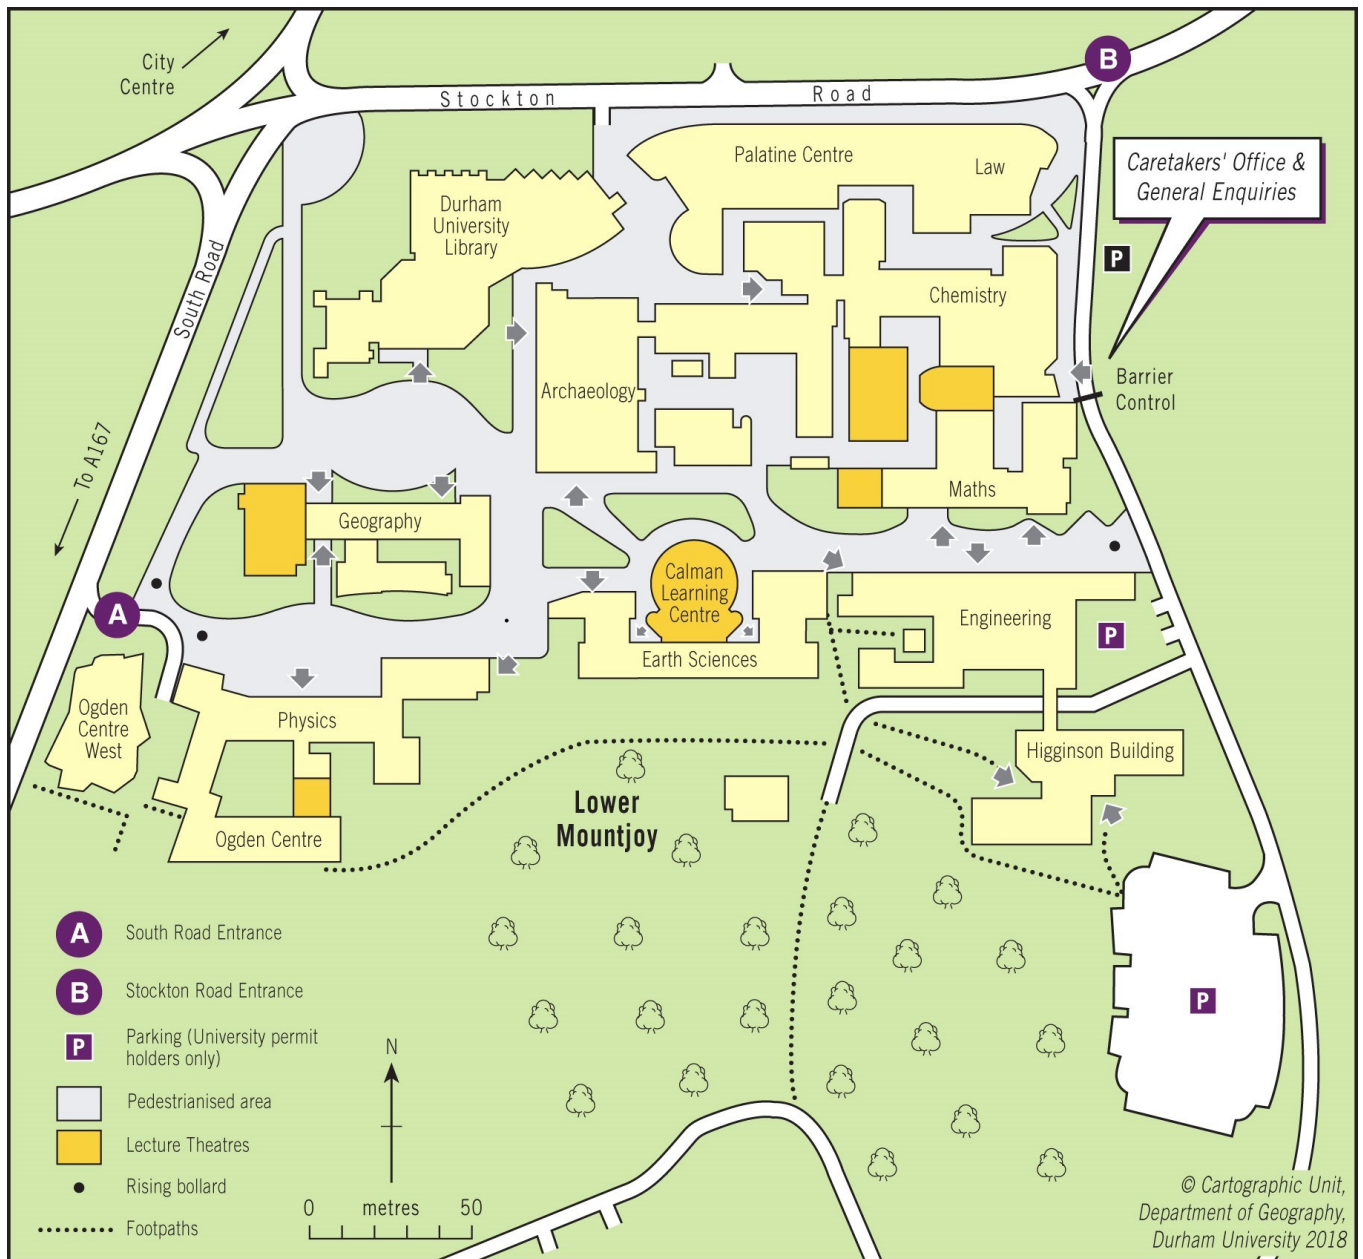 City
Centre
Stockton Road
B
Palatine Centre
Law
Caretakers' Office &
General Enquiries
Durham
University
Library
P
South Road
Chemistry
Archaeology
Barrier
Control
To A167
Maths
Geography
Calman
Learning
Centre
A
Engineering
P
Earth Sciences
Ogden
Centre
West
Physics
Higginson Building
Lower
Mountjoy
Ogden Centre
A South Road Entrance
B Stockton Road Entrance
P
Parking (University permit
holders only)
P
N
Pedestrianised area
Lecture Theatres
Rising bollard
0 metres 50
Footpaths
© Cartographic Unit,
Department of Geography,
Durham University 2018